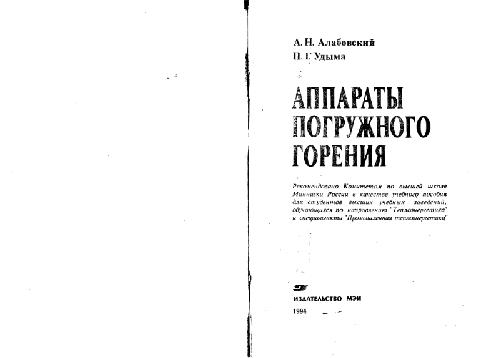 А. Н. Алабовский
П. Г. Удыма
АППАРАТЫ
ПОГРУЖНОГО
ГОРЕНИЯ
Рекомендовано Комитетом по высшей школе
Миннауки России в качестве учебного пособия
для студентов высших учебных заведений,
обучающихся по направлению "Теплоэнергетика"
и специальности "Промышленная теплоэнергетика"
ИЗДАТЕЛЬСТВО МЭИ
1994